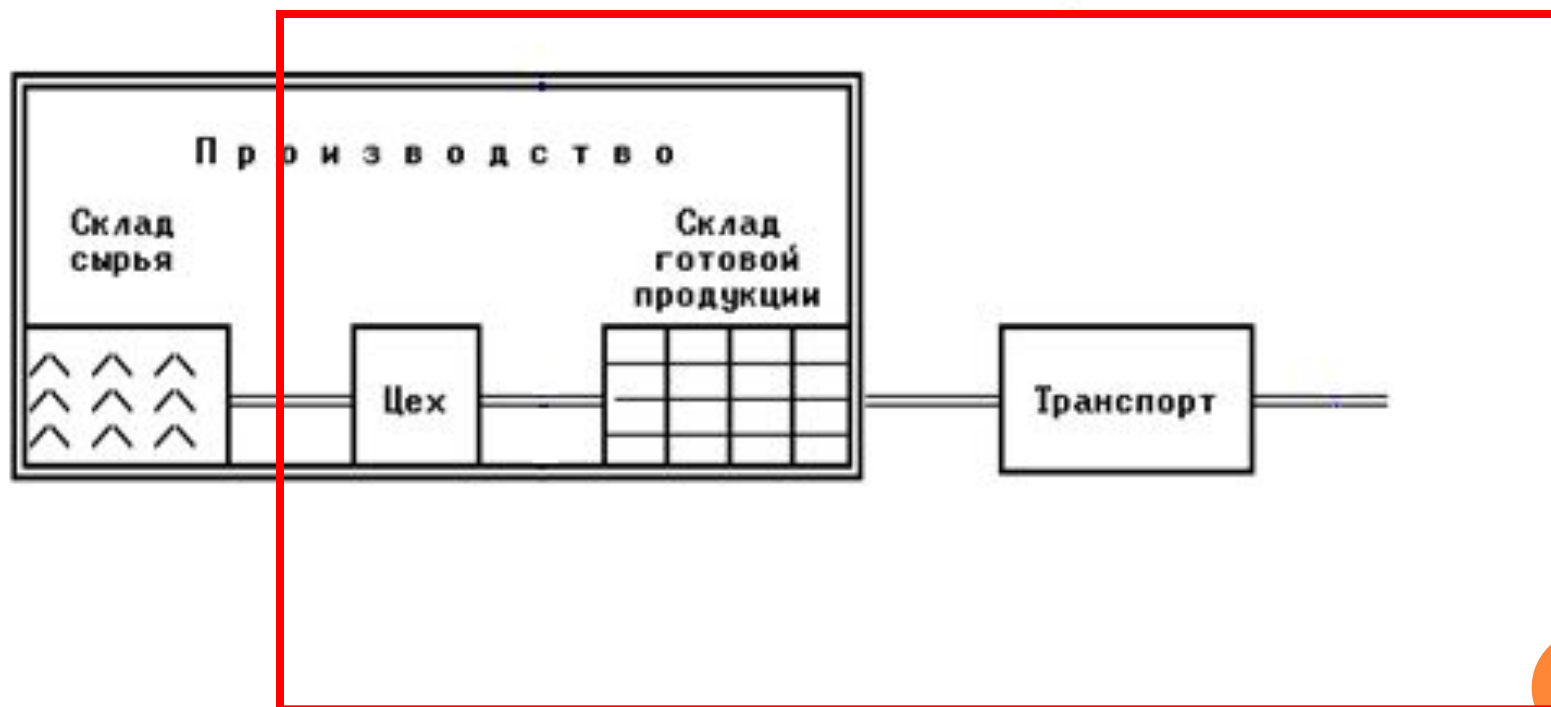 Производство
Склад
сырья
Склад
готовой
продукции
Цех
Транспорт